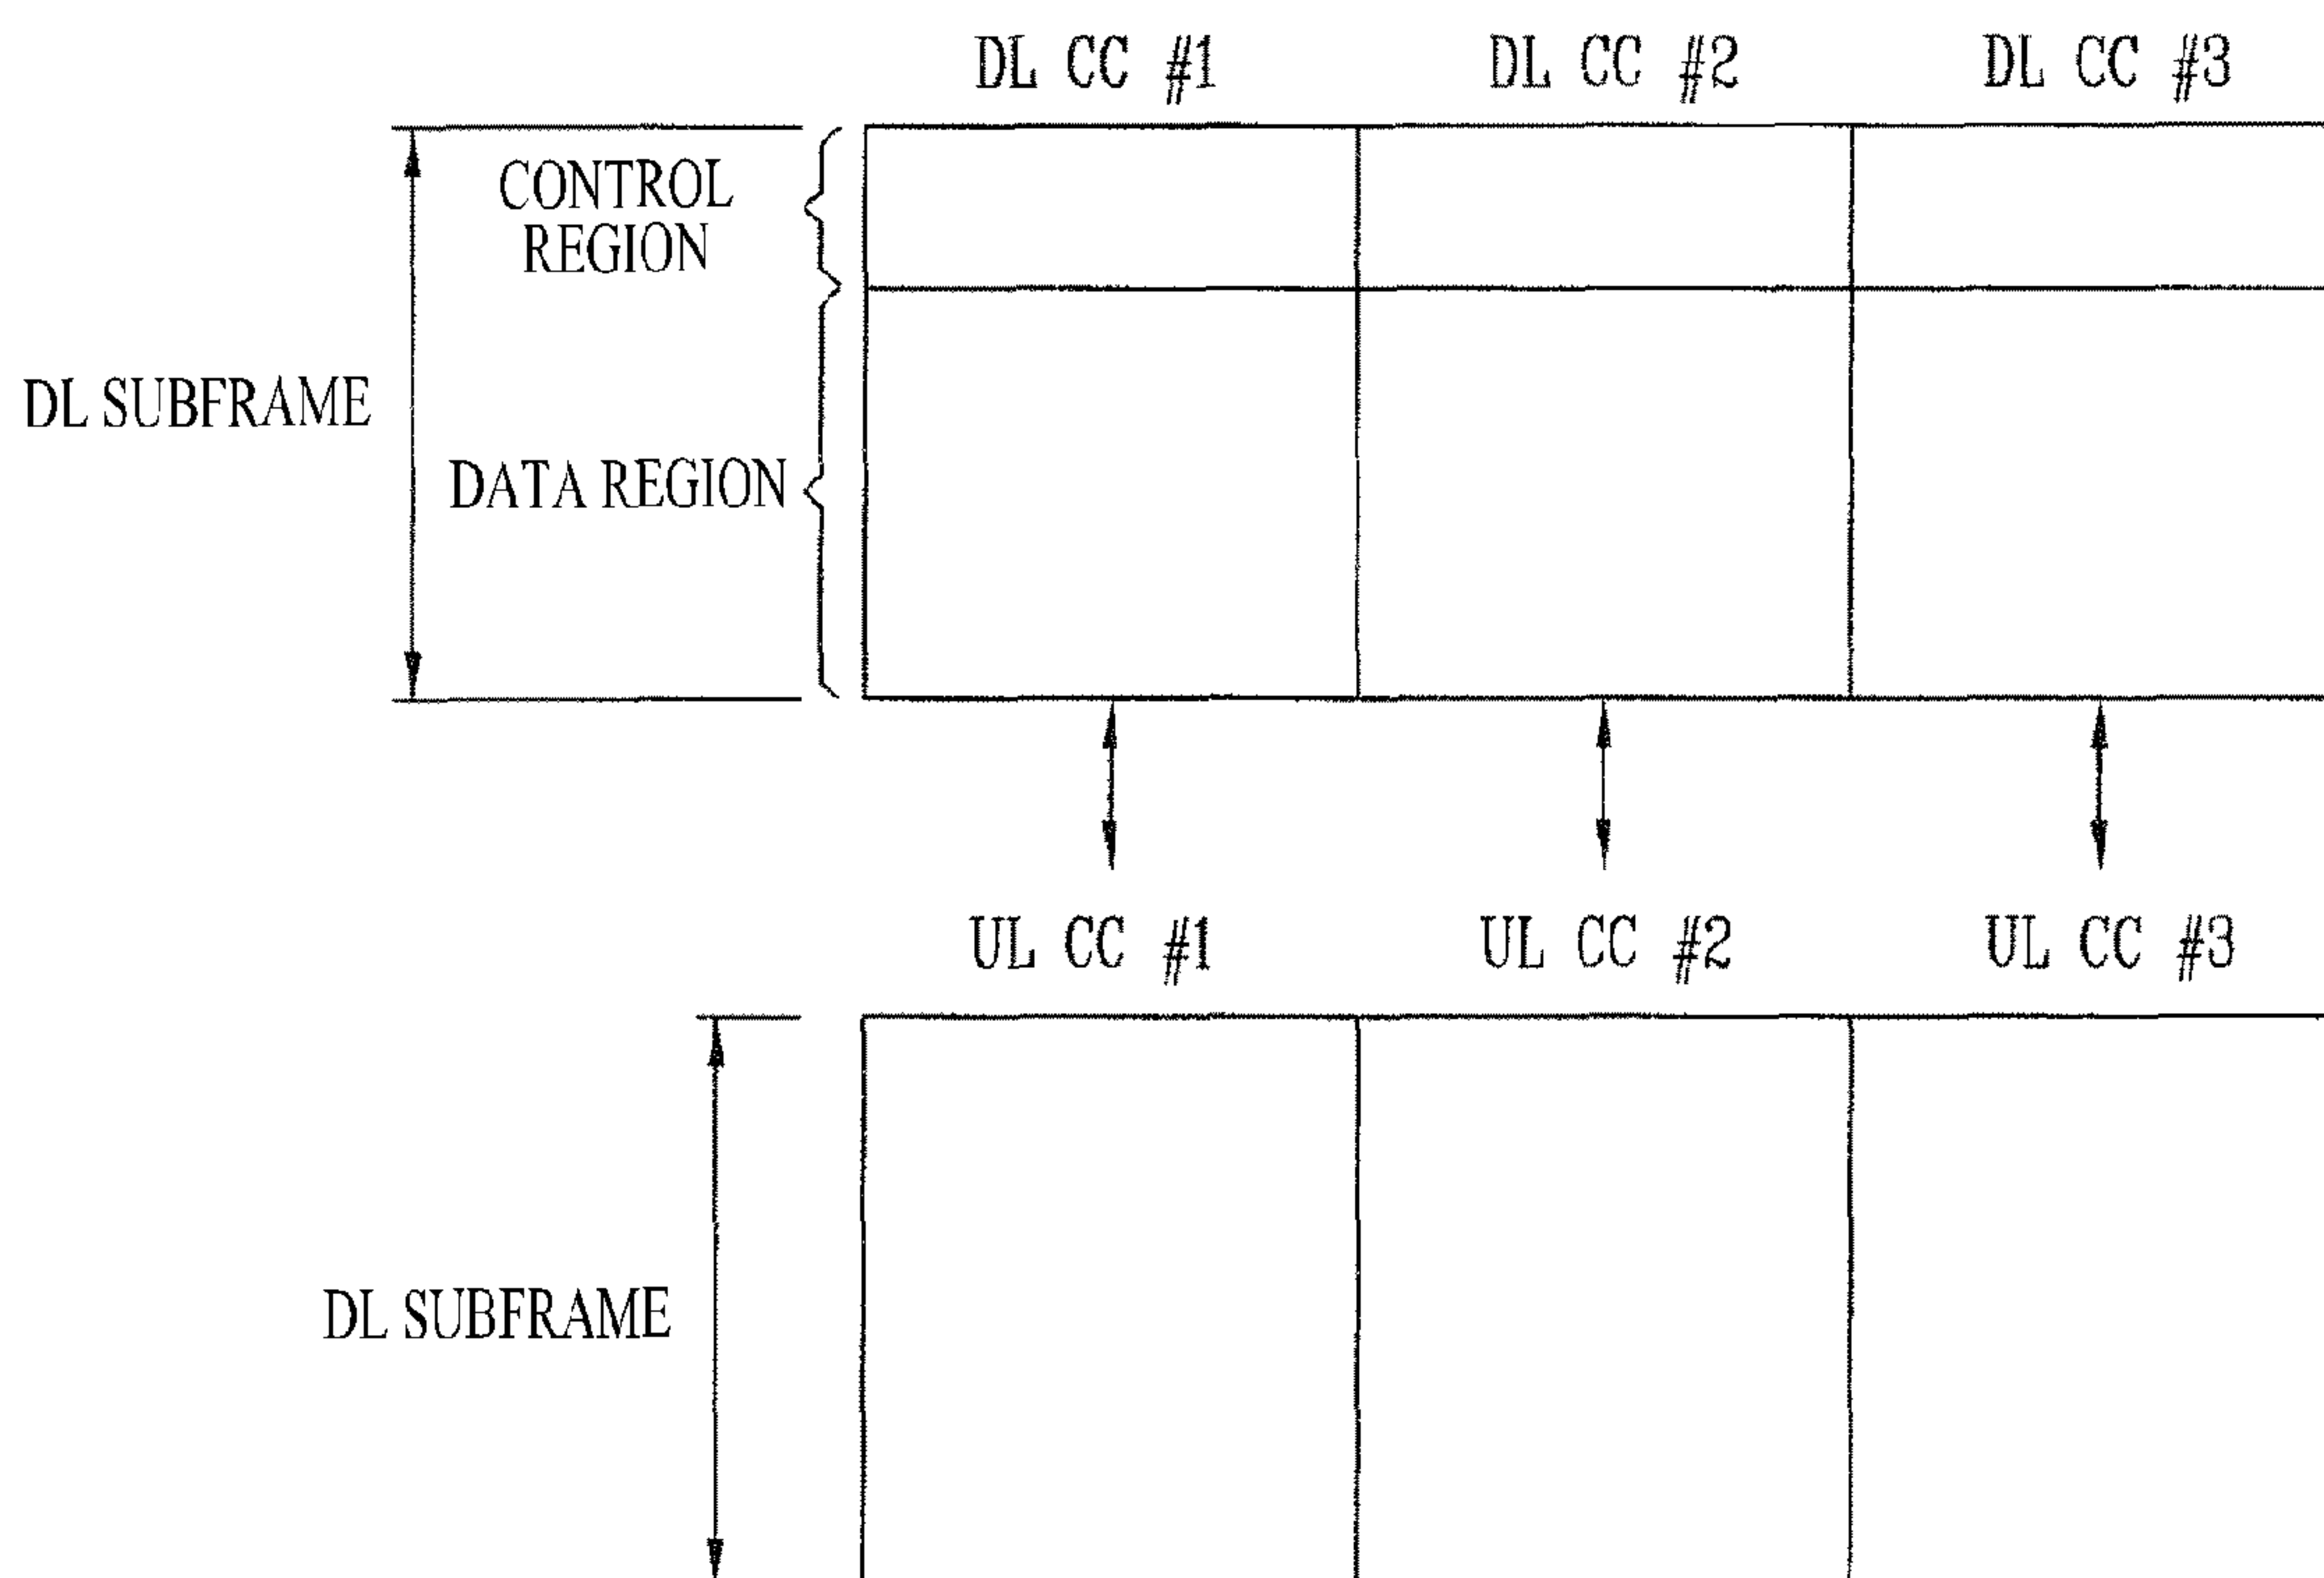 DL CC #1 DL CC #2 DL CC #3
CONTROL
REGION
DL SUBFRAME
DATA REGION
UL CC #1 UL CC #2 UL CC #3
DL SUBFRAME